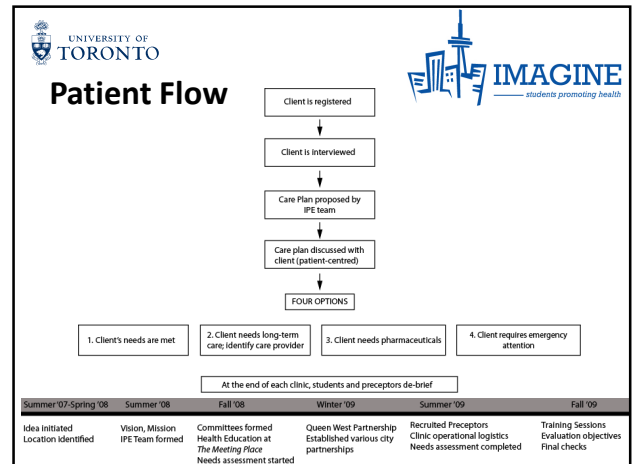 UNIVERSITY OF
TORONTO
IMAGINE
students promoting health
Patient Flow
Client is registered
Client is interviewed
Care Plan proposed by
IPE team
Care plan discussed with
client (patient-centred)
FOUR OPTIONS
1. Client's needs are met
2. Client needs long-term
care; identify care provider
3. Client needs pharmaceuticals
4. Client requires emergency
attention
At the end of each clinic, students and preceptors de-brief
Summer '07-Spring '08
Summer '08
Fall '08
Winter '09
Summer '09
Fall '09
Idea Initiated
Location Identified
Vision, Mission
IPE Team formed
Committees formed
Health Education at
The Meeting Place
Needs assessment started
Queen West Partnership
Established various city
partnerships
Recruited Preceptors
Clinic operational logistics
Needs assessment completed
Training Sessions
Evaluation objectives
Final checks